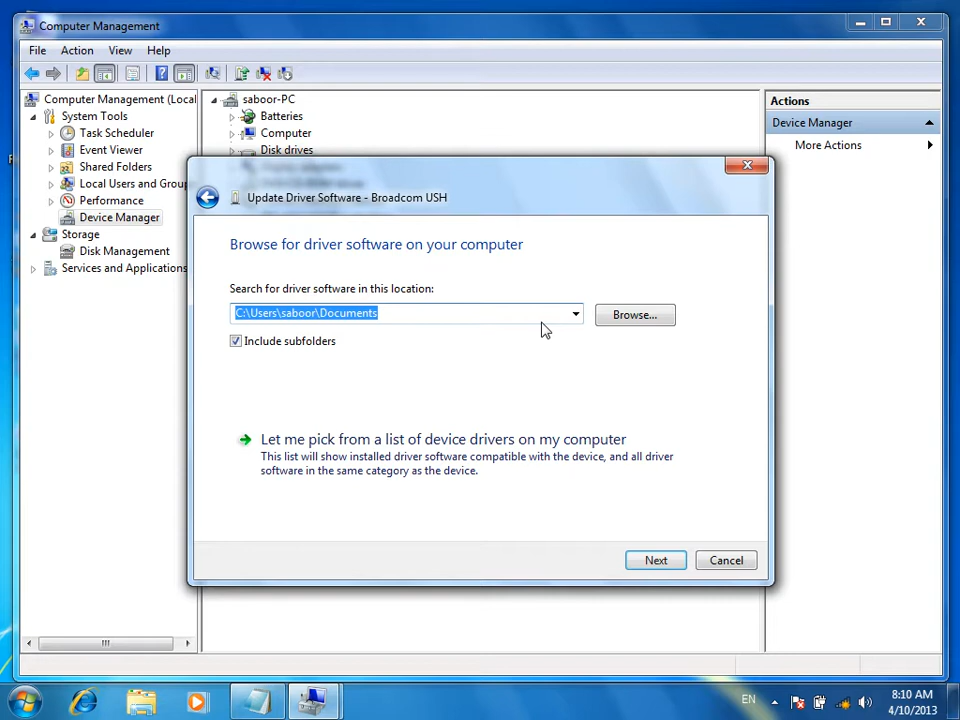 Computer Management
File Action View Help
Computer Management (Local
System Tools
Task Scheduler
Event Viewer
Shared Folders
Local Users and Group
Performance
Device Manager
Storage
Disk Management
Services and Applications
saboor-PC
Batteries
Computer
Disk drives
Actions
Device Manager
More Actions
Update Driver Software - Broadcom USH
Browse for driver software on your computer
Search for driver software in this location:
C:\Users\saboor\Documents
Browse...
Include subfolders
Let me pick from a list of device drivers on my computer
This list will show installed driver software compatible with the device, and all driver
software in the same category as the device.
Next
Cancel
EN
8:10 AM
4/10/2013